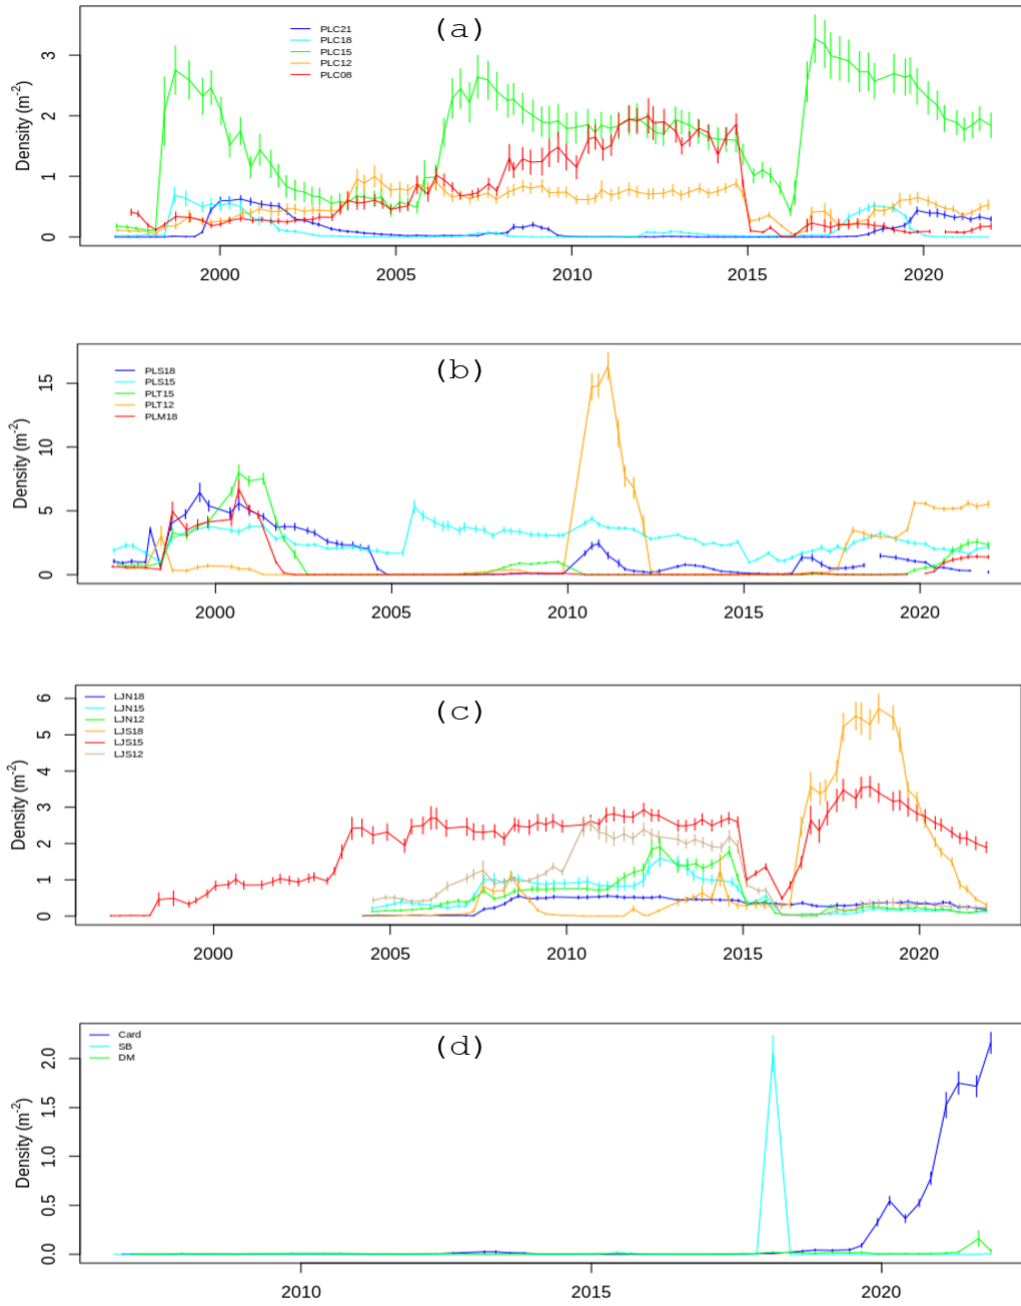 (a)
PLC21
PLC18
PLC15
PLC12
PLC08
Density (m-2)
0
1
2
3
2000
2005
2010
2015
2020
(b)
PLS18
PLS15
PLT15
PLT12
PLM18
Density (m-2)
0
5
10
15
2000
2005
2010
2015
2020
(c)
LJN18
LJN15
LJN12
LJS18
LJS15
LJS12
Density (m-2)
0
1
2
3
4
5
6
2000
2005
2010
2015
2020
(d)
Card
SB
DM
Density (m-2)
0.0
0.5
1.0
1.5
2.0
2010
2015
2020